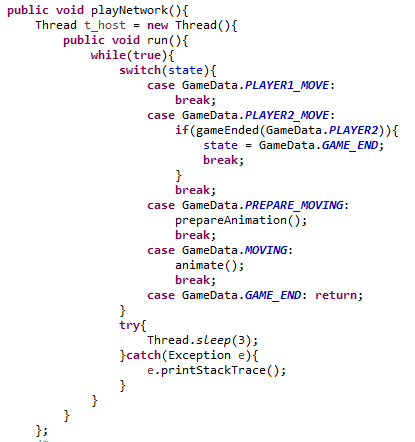 public void playNetwork(){
    Thread t_host = new Thread(){
        public void run(){
            while(true){
                switch(state){
                    case GameData.PLAYER1_MOVE:
                        break;
                    case GameData.PLAYER2_MOVE:
                        if(gameEnded(GameData.PLAYER2)){
                            state = GameData.GAME_END;
                            break;
                        }
                        break;
                    case GameData.PREPARE_MOVING:
                        prepareAnimation();
                        break;
                    case GameData.MOVING:
                        animate();
                        break;
                    case GameData.GAME_END: return;
                }
                try{
                    Thread.sleep(3);
                }catch(Exception e){
                    e.printStackTrace();
                }
            }
        }
    };